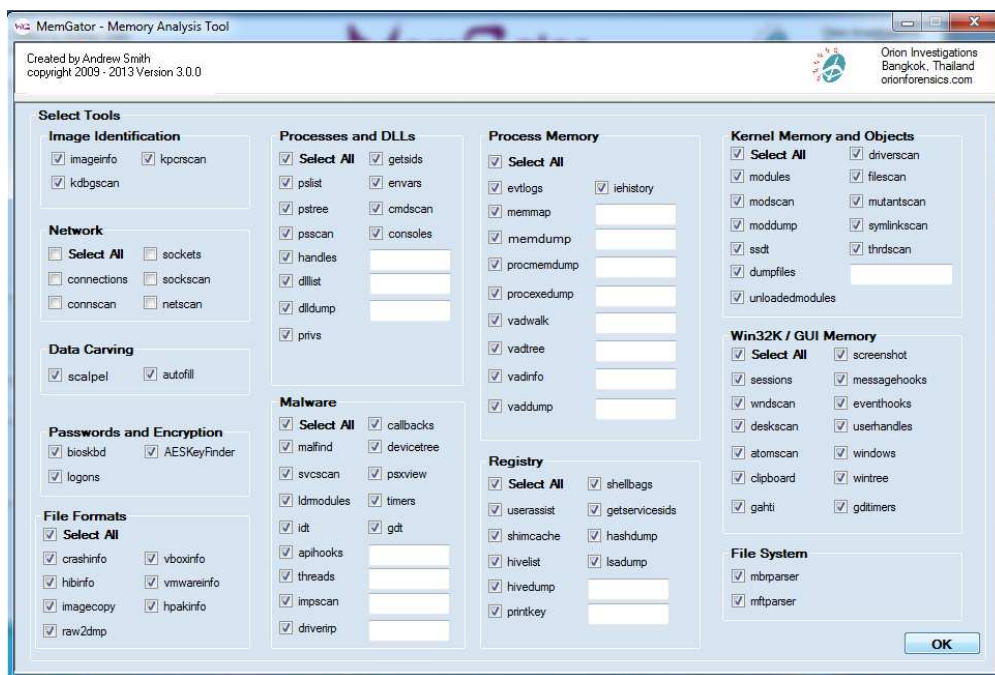 MG MemGator - Memory Analysis Tool
Created by Andrew Smith
copyright 2009 - 2013 Version 3.0.0
Orion Investigations
Bangkok, Thailand
orionforensics.com
Select Tools
Image Identification
imageinfo kpcrscan
kdbgscan
Network
Select All sockets
connections sockscan
connscan netscan
Data Carving
scalpel autofill
Passwords and Encryption
bioskbd AESKeyFinder
logons
File Formats
Select All
crashinfo vboxinfo
hibinfo vmwareinfo
imagecopy hpakinfo
raw2dmp
Processes and DLLs
Select All getsids
pslist envars
pstree cmdscan
psscan consoles
handles
dlllist
dlldump
privs
Malware
Select All callbacks
malfind devicetree
svcscan psxview
ldrmodules timers
idt gdt
apihooks
threads
impscan
driverirp
Process Memory
Select All
evtlogs iehistory
memmap
memdump
procmemdump
procexedump
vadwalk
vadtree
vadinfo
vaddump
Registry
Select All shellbags
userassist getservicesids
shimcache hashdump
hivelist lsadump
hivedump
printkey
Kernel Memory and Objects
Select All driverscan
modules filescan
modscan mutantscan
moddump symlinkscan
ssdt thrdscan
dumpfiles
unloadedmodules
Win32K / GUI Memory
Select All screenshot
sessions messagehooks
wndscan eventhooks
deskscan userhandles
atomscan windows
clipboard wintree
gahti gditimers
File System
mbrparser
mftparser
OK